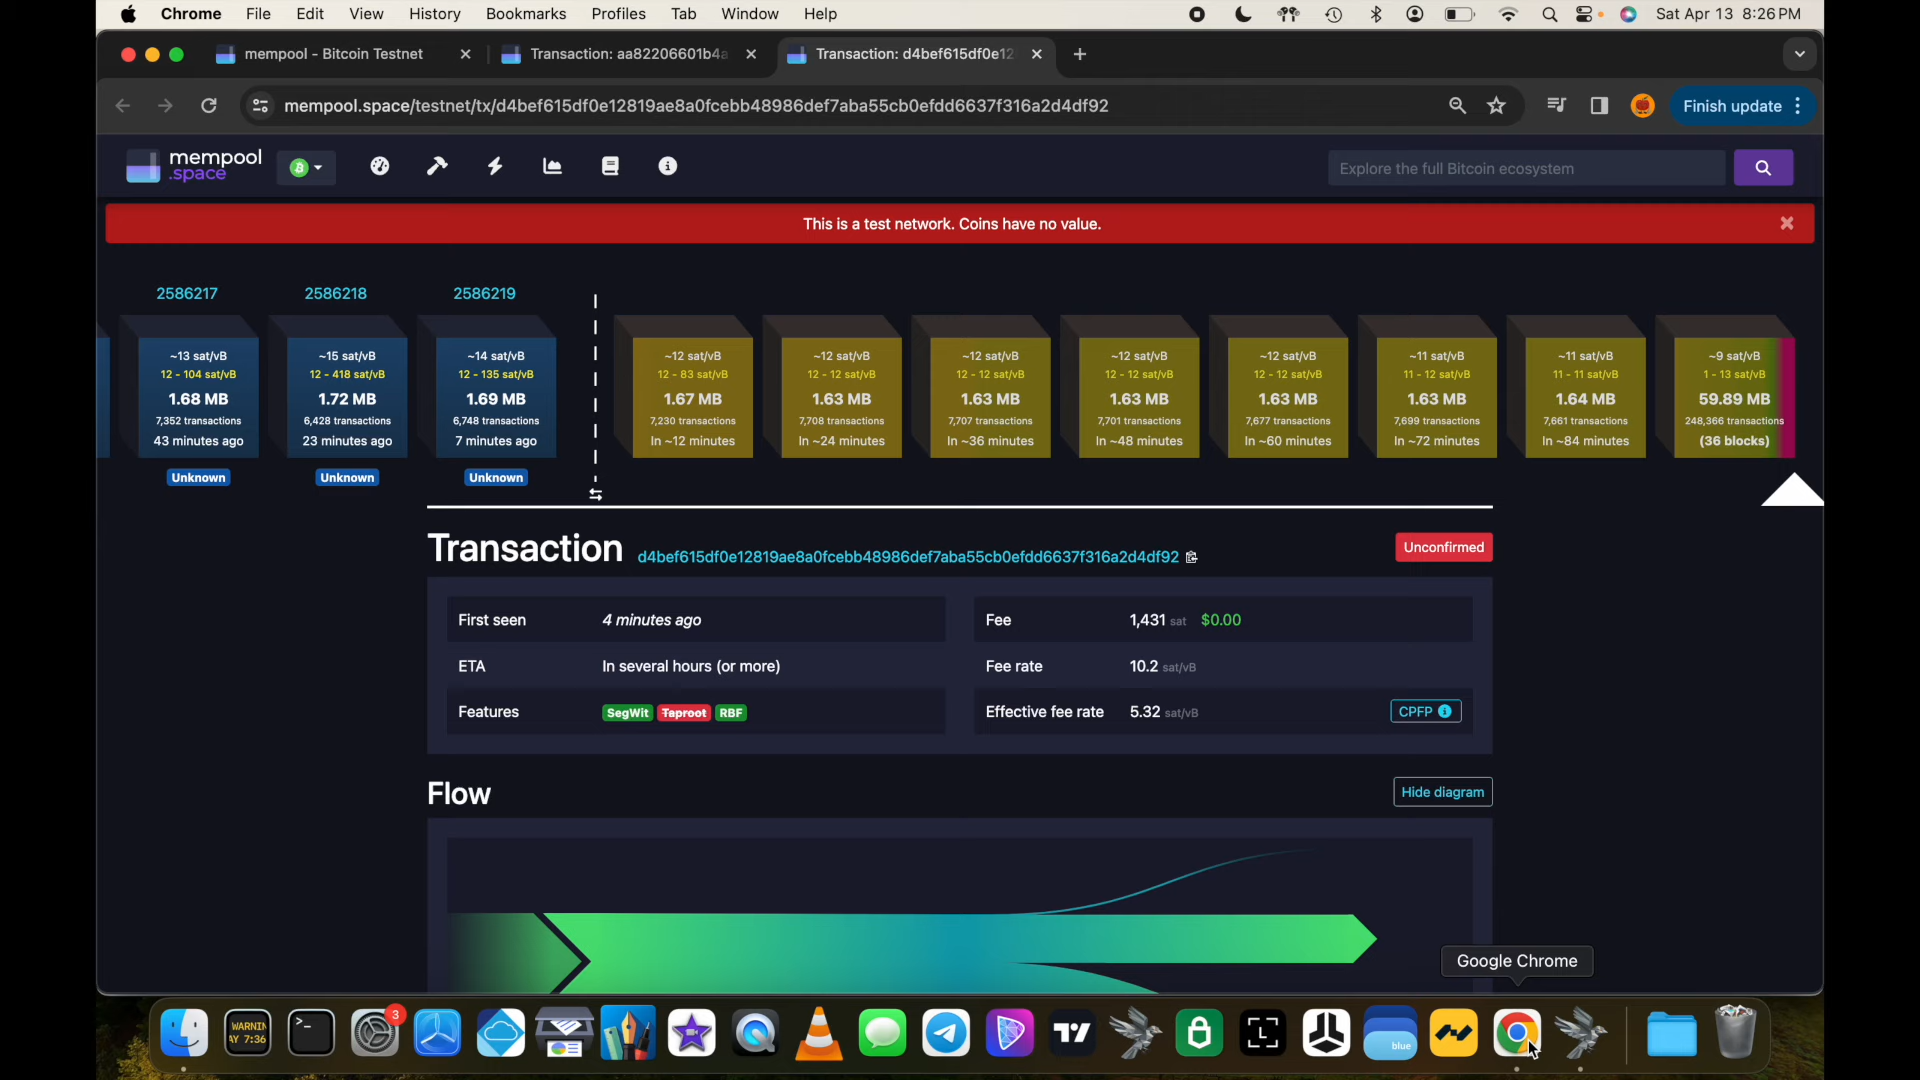 Chrome File Edit View History Bookmarks Profiles Tab Window Help Sat Apr 13 8:26 PM
mempool - Bitcoin Testnet Transaction: aa82206601b4a Transaction: d4bef615df0e12
mempool.space/testnet/tx/d4bef615df0e12819ae8a0fcebb48986def7aba55cb0efdd6637f316a2d4df92 Finish update
mempool
.space
Explore the full Bitcoin ecosystem
This is a test network. Coins have no value.
2586217 2586218 2586219
~13 sat/vB ~15 sat/vB ~14 sat/vB ~12 sat/vB ~12 sat/vB ~12 sat/vB ~12 sat/vB ~12 sat/vB ~11 sat/vB ~11 sat/vB ~9 sat/vB
12 - 104 sat/vB 12 - 418 sat/vB 12 - 135 sat/vB 12 - 83 sat/vB 12 - 12 sat/vB 12 - 12 sat/vB 12 - 12 sat/vB 12 - 12 sat/vB 11 - 12 sat/vB 11 - 11 sat/vB 1 - 13 sat/vB
1.68 MB 1.72 MB 1.69 MB 1.67 MB 1.63 MB 1.63 MB 1.63 MB 1.63 MB 1.63 MB 1.64 MB 59.89 MB
7,352 transactions 6,428 transactions 6,748 transactions 7,230 transactions 7,708 transactions 7,707 transactions 7,701 transactions 7,677 transactions 7,699 transactions 7,661 transactions 248,366 transactions
43 minutes ago 23 minutes ago 7 minutes ago In ~12 minutes In ~24 minutes In ~36 minutes In ~48 minutes In ~60 minutes In ~72 minutes In ~84 minutes (36 blocks)
Unknown Unknown Unknown
Transaction d4bef615df0e12819ae8a0fcebb48986def7aba55cb0efdd6637f316a2d4df92 Unconfirmed
First seen 4 minutes ago Fee 1,431 sat $0.00
ETA In several hours (or more) Fee rate 10.2 sat/vB
Features SegWit Taproot RBF Effective fee rate 5.32 sat/vB CPFP
Flow Hide diagram
Google Chrome
3
WARNIN
AY 7:36
blue